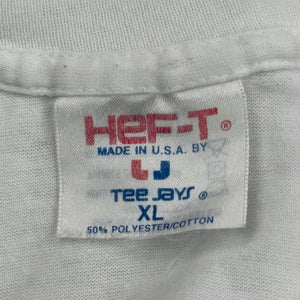 HEF-T®
MADE IN U.S.A. BY
TEE JAYS®
XL
50% POLYESTER/COTTON